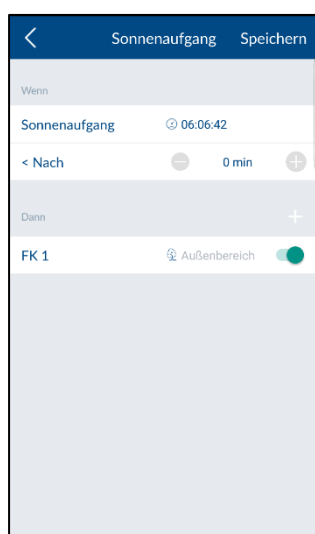 Sonnenaufgang Speichern
Wenn
Sonnenaufgang 06:06:42
< Nach 0 min
Dann
FK 1 Außenbereich